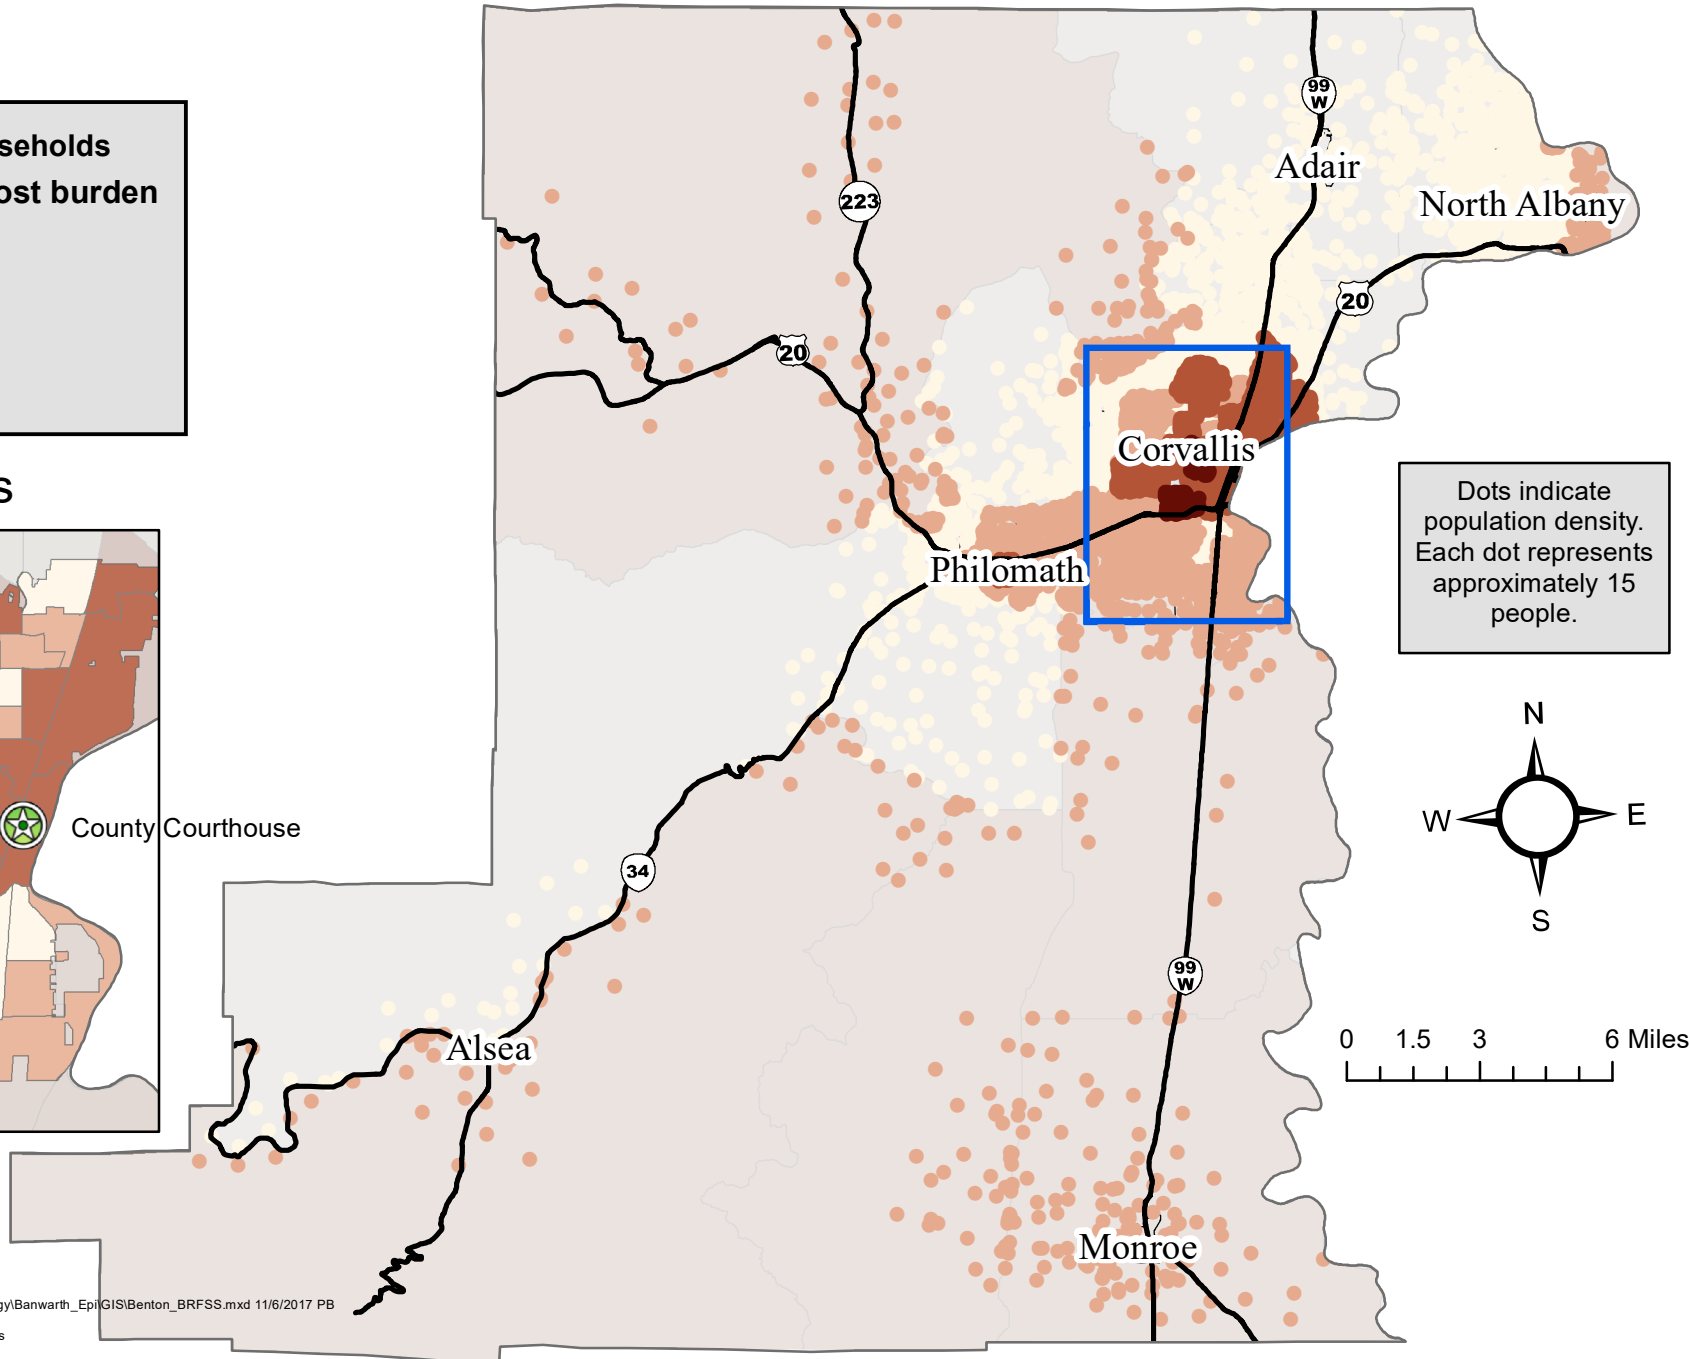 seholds
ost burden
s
County Courthouse
99
W
Adair
North Albany
223
20
20
Corvallis
Philomath
Dots indicate
population density.
Each dot represents
approximately 15
people.
N
W
E
S
34
99
W
0 1.5 3 6 Miles
Alsea
Monroe
gy\Banwarth_Epi\GIS\Benton_BRFSS.mxd 11/6/2017 PB
s